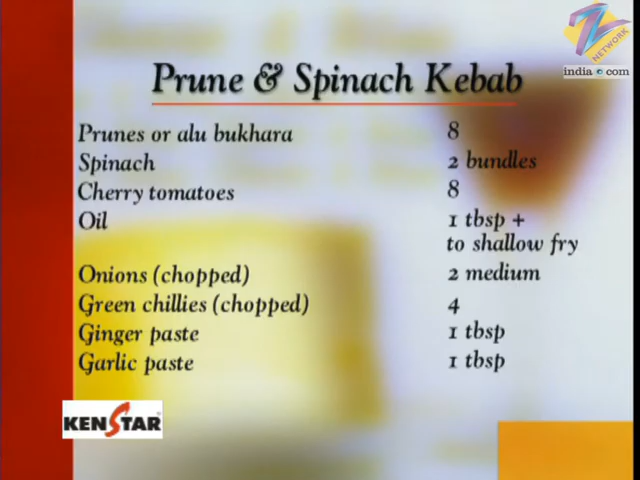 Z NETWORK
india.com
Prune & Spinach Kebab
Prunes or alu bukhara 8
Spinach 2 bundles
Cherry tomatoes 8
Oil 1 tbsp +
to shallow fry
Onions (chopped) 2 medium
Green chillies (chopped) 4
Ginger paste 1 tbsp
Garlic paste 1 tbsp
KENSTAR